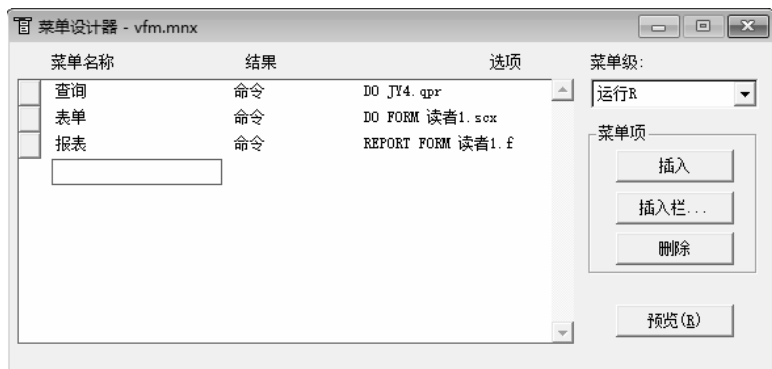 菜单设计器 - vfm.mnx
菜单名称 结果 选项 菜单级:
查询 命令 DO JY4.qpr 运行R
表单 命令 DO FORM 读者1.scx
报表 命令 REPORT FORM 读者1.f
菜单项
插入
插入栏...
删除
预览(R)